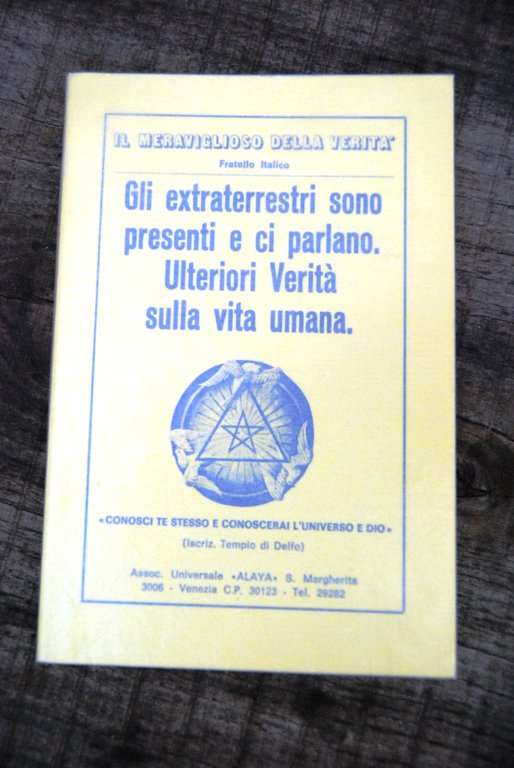 IL MERAVIGLIOSO DELLA VERITA'
Fratello Italico
Gli extraterrestri sono
presenti e ci parlano.
Ulteriori Verità
sulla vita umana.
«CONOSCI TE STESSO E CONOSCERAI L'UNIVERSO E DIO»
(Iscriz. Tempio di Delfo)
Assoc. Universale «ALAYA» S. Margherita
3006 - Venezia C.P. 30123 - Tel. 29282